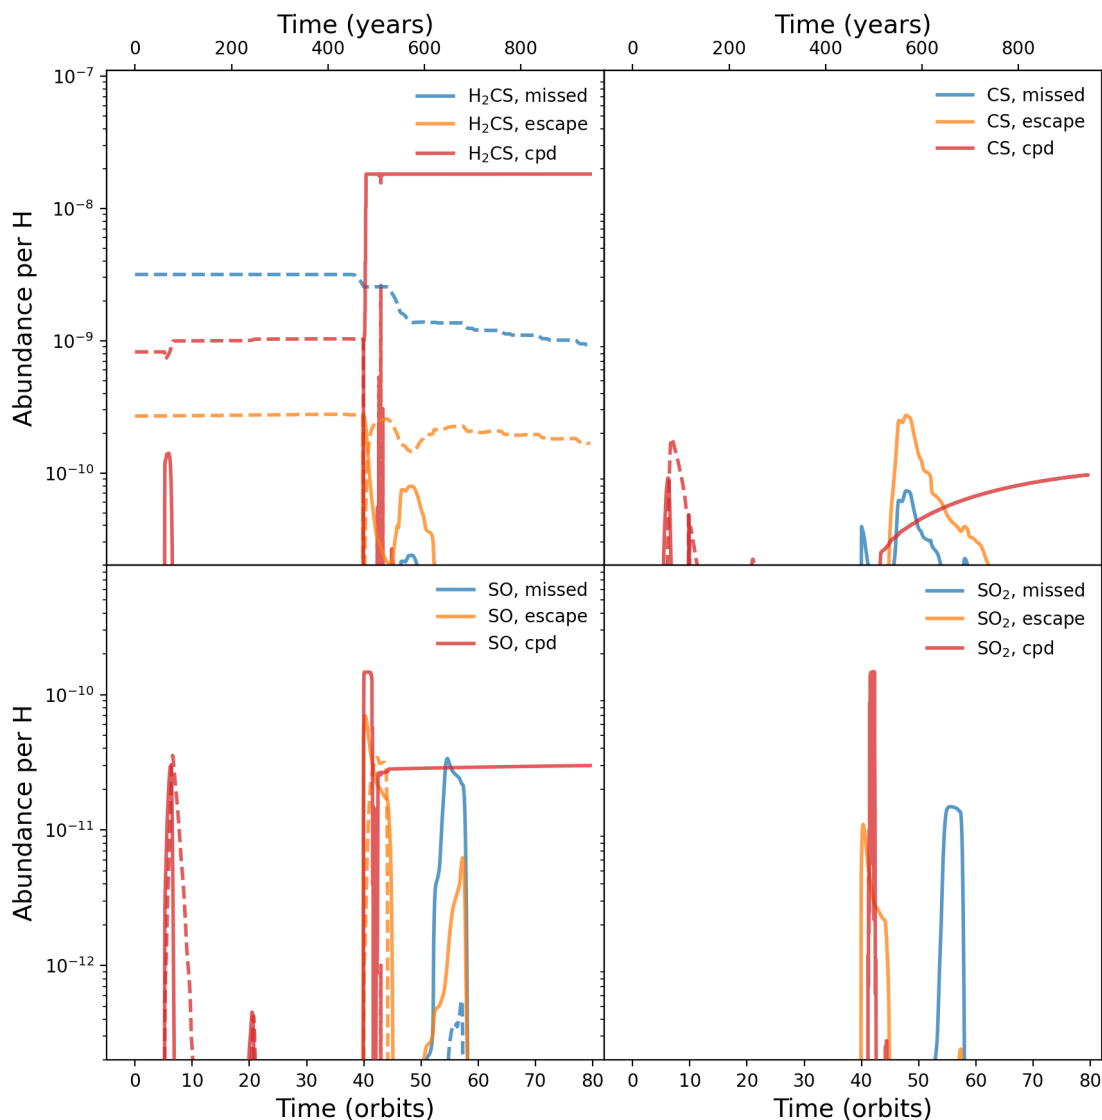 Time (years)
Time (years)
0 200 400 600 800
0 200 400 600 800
10⁻⁷
10⁻⁸
10⁻⁹
10⁻¹⁰
Abundance per H
H₂CS, missed
H₂CS, escape
H₂CS, cpd
CS, missed
CS, escape
CS, cpd
10⁻¹⁰
10⁻¹¹
10⁻¹²
Abundance per H
SO, missed
SO, escape
SO, cpd
SO₂, missed
SO₂, escape
SO₂, cpd
0 10 20 30 40 50 60 70 80
0 10 20 30 40 50 60 70 80
Time (orbits)
Time (orbits)